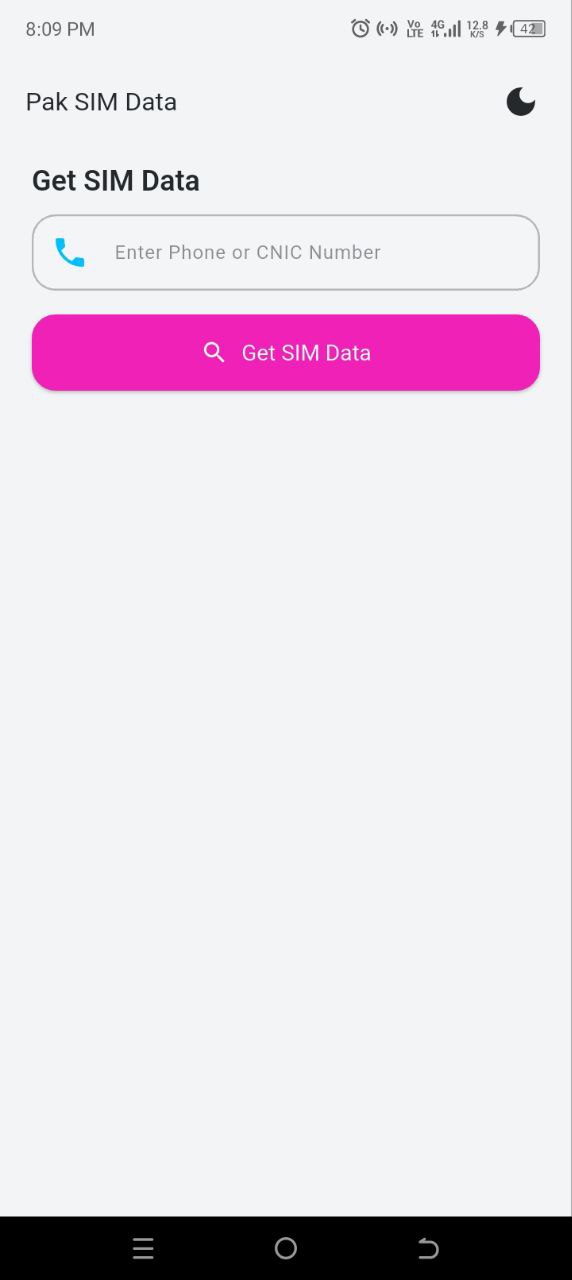 8:09 PM Vo LTE 4G 12.8 K/S 42
Pak SIM Data
Get SIM Data
Enter Phone or CNIC Number
Get SIM Data